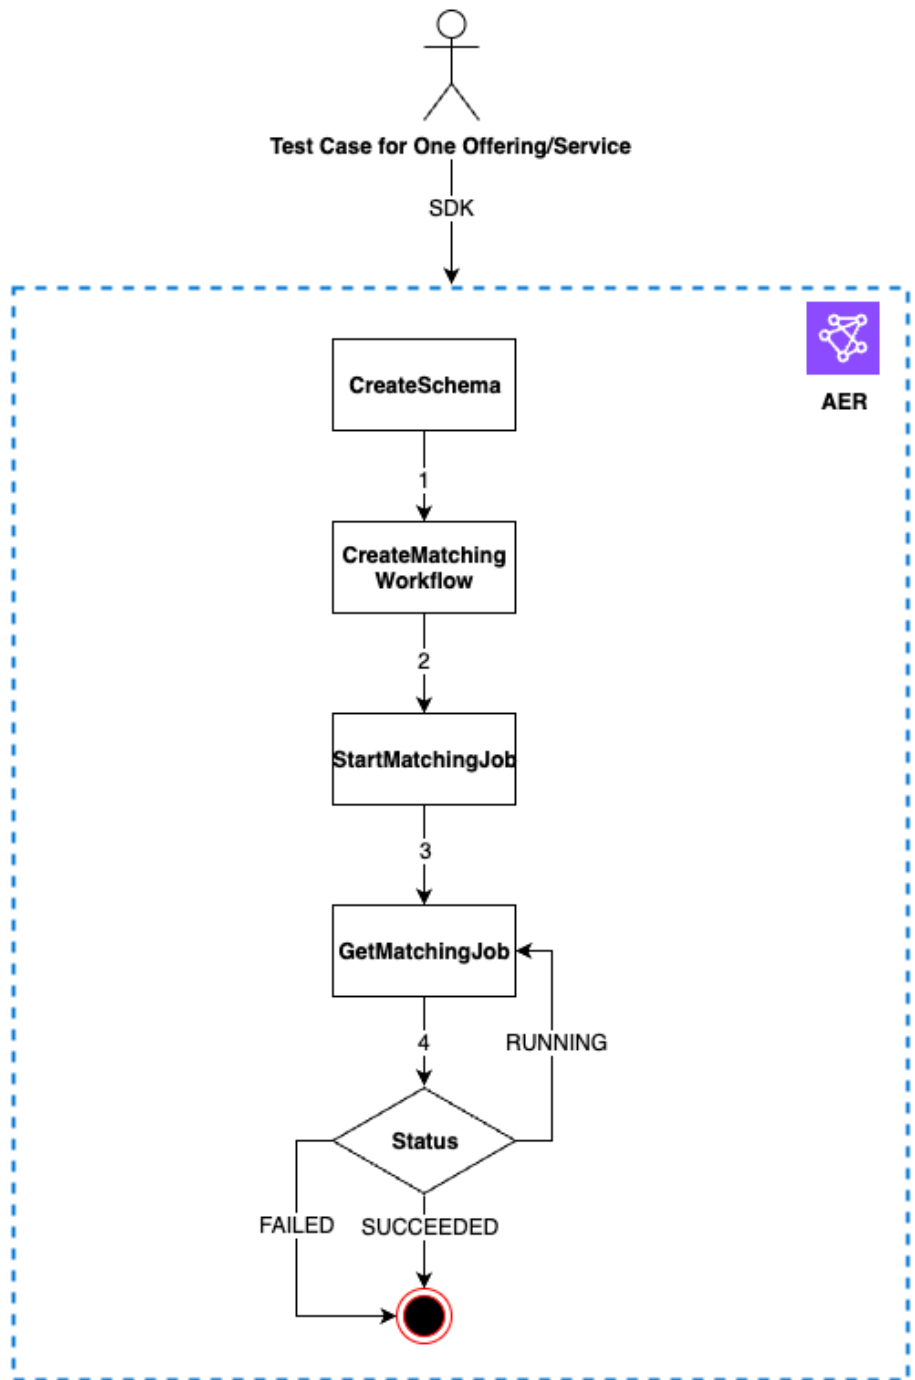 Test Case for One Offering/Service
SDK
AER
CreateSchema
1
CreateMatching
Workflow
2
StartMatchingJob
3
GetMatchingJob
4
RUNNING
Status
FAILED
SUCCEEDED